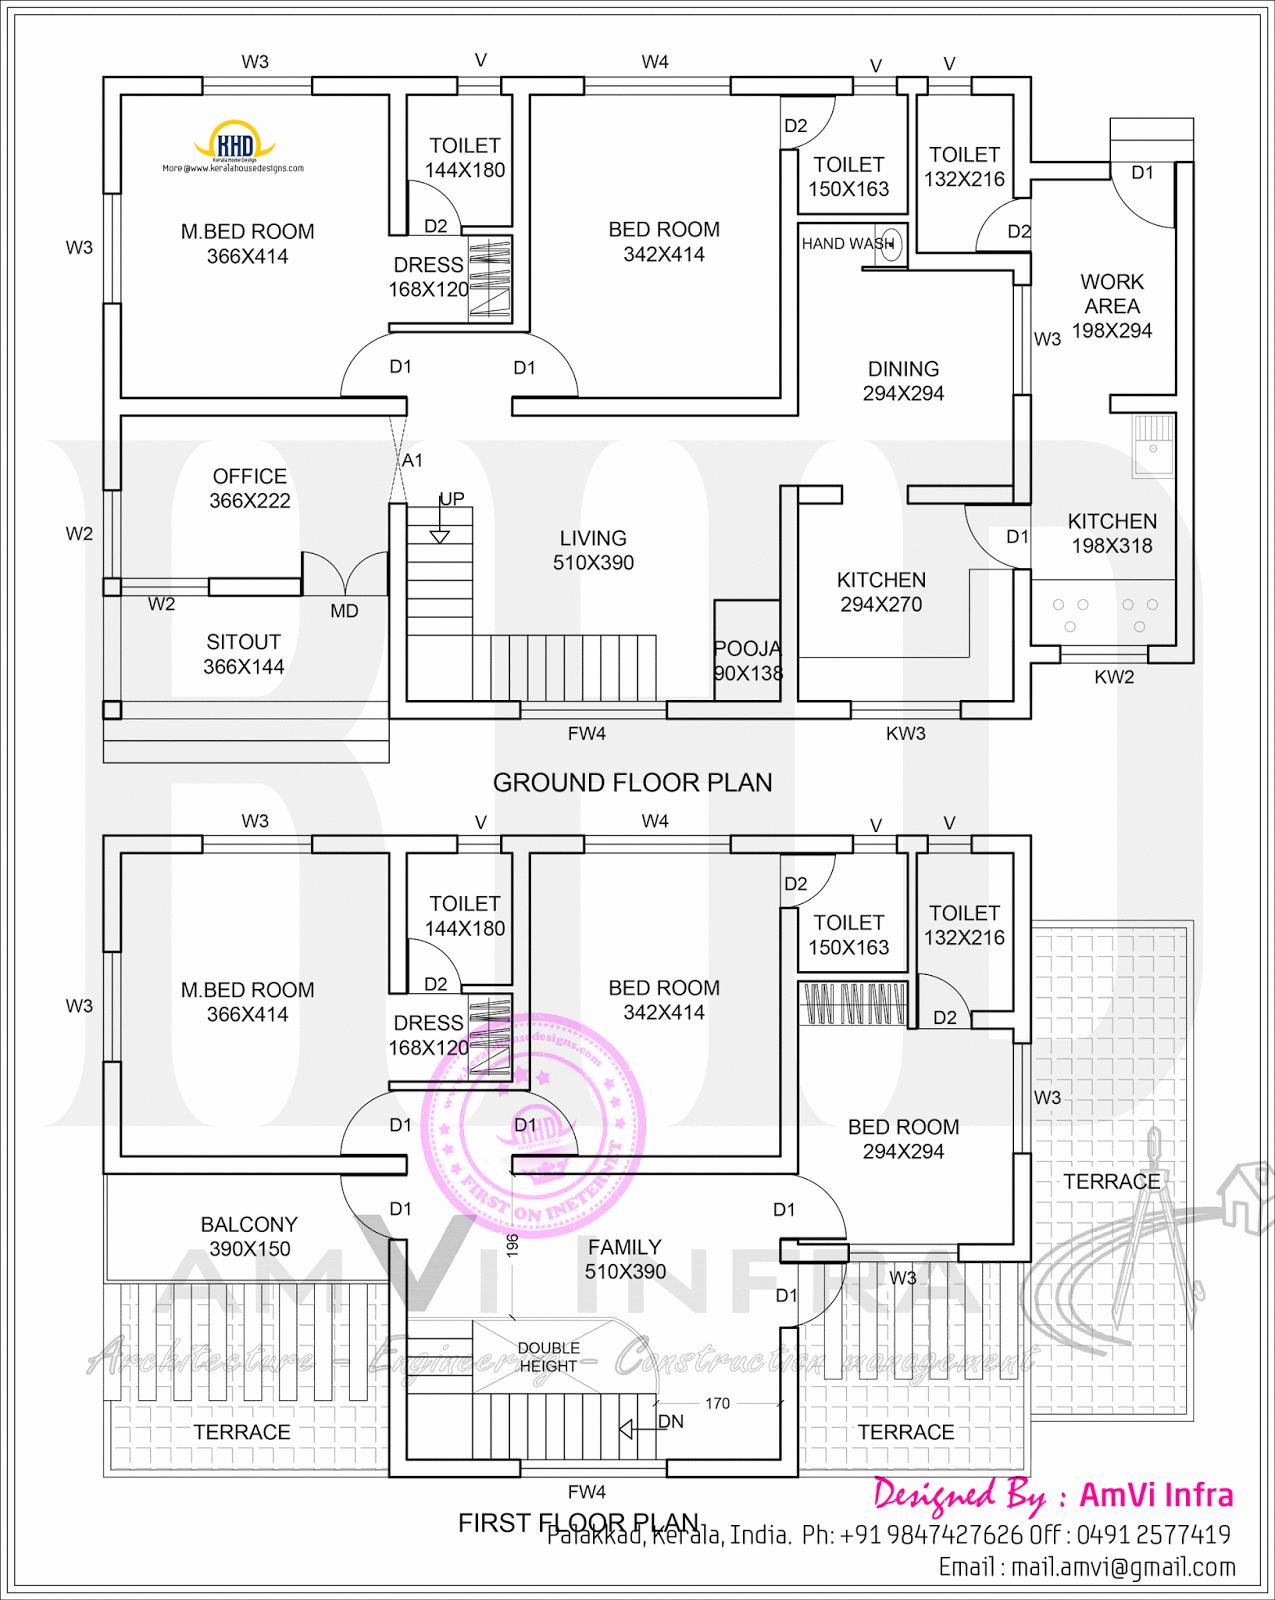 W3
V
W4
V
V
KHD
Kerala Home Design
More @www.keralahousedesigns.com
TOILET
144X180
D2
TOILET
150X163
TOILET
132X216
D1
W3
M.BED ROOM
366X414
D2
BED ROOM
342X414
HAND WASH
D2
DRESS
168X120
WORK
AREA
198X294
W3
D1
D1
DINING
294X294
A1
OFFICE
366X222
UP
W2
LIVING
510X390
D1
KITCHEN
198X318
KITCHEN
294X270
W2
MD
SITOUT
366X144
POOJA
90X138
KW2
FW4
KW3
GROUND FLOOR PLAN
W3
V
W4
V
V
TOILET
144X180
D2
TOILET
150X163
TOILET
132X216
W3
M.BED ROOM
366X414
D2
BED ROOM
342X414
DRESS
168X120
D2
www.keralahousedesigns.com
KHD
FIRST ON INETERNET
W3
D1
D1
BED ROOM
294X294
TERRACE
BALCONY
390X150
D1
D1
196
FAMILY
510X390
W3
D1
AMVI INFRA
Architecture - Engineering - Construction management
DOUBLE
HEIGHT
170
DN
TERRACE
TERRACE
FW4
FIRST FLOOR PLAN
Designed By : AmVi Infra
Palakkad, Kerala, India. Ph: +91 9847427626 Off : 0491 2577419
Email : mail.amvi@gmail.com